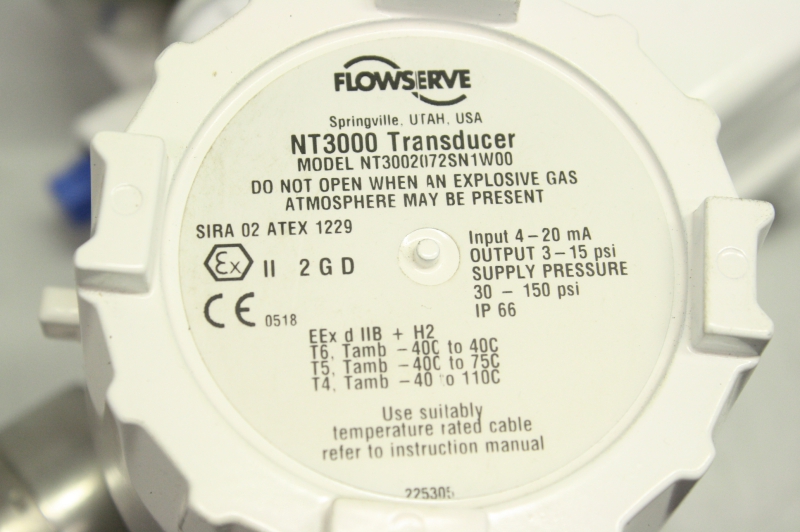 FLOWSERVE
Springville, UTAH, USA
NT3000 Transducer
MODEL NT3002072SN1W00
DO NOT OPEN WHEN AN EXPLOSIVE GAS
ATMOSPHERE MAY BE PRESENT
SIRA 02 ATEX 1229
Ex II 2 G D
CE 0518
Input 4-20 mA
OUTPUT 3-15 psi
SUPPLY PRESSURE
30 - 150 psi
IP 66
EEx d IIB + H2
T6, Tamb -40C to 40C
T5, Tamb -40C to 75C
T4, Tamb -40 o 110C
Use suitably
temperature rated cable
refer to instruction manual
225305